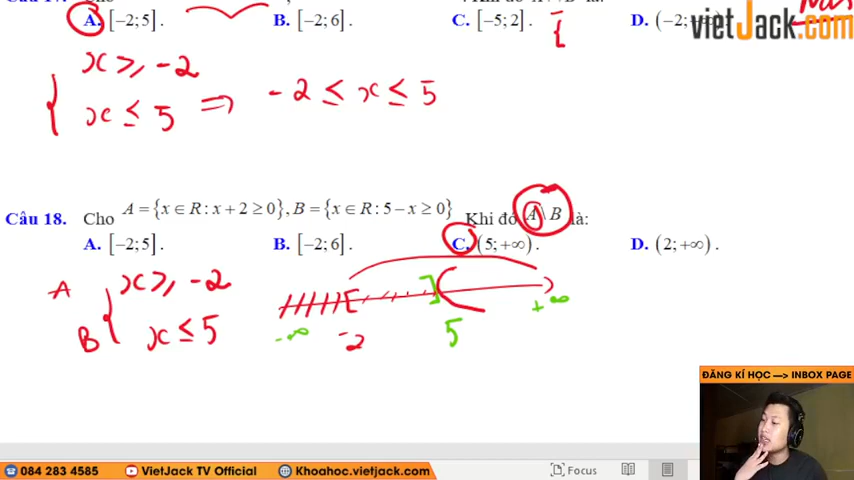 A. [−2;5].
B. [−2;6].
C. [−5;2].
D. (−2;+∞)
vietJack.com
x ≥ -2
x ≤ 5 ⇒ -2 ≤ x ≤ 5
Câu 18. Cho A = {x ∈ R : x + 2 ≥ 0}, B = {x ∈ R : 5 − x ≥ 0} Khi đó A \ B là:
A. [−2;5].
B. [−2;6].
C. (5;+∞).
D. (2;+∞).
A x ≥ -2
B x ≤ 5
-∞ -2 5 +∞
ĐĂNG KÍ HỌC —> INBOX PAGE
084 283 4585
VietJack TV Official
Khoahoc.vietjack.com
Focus